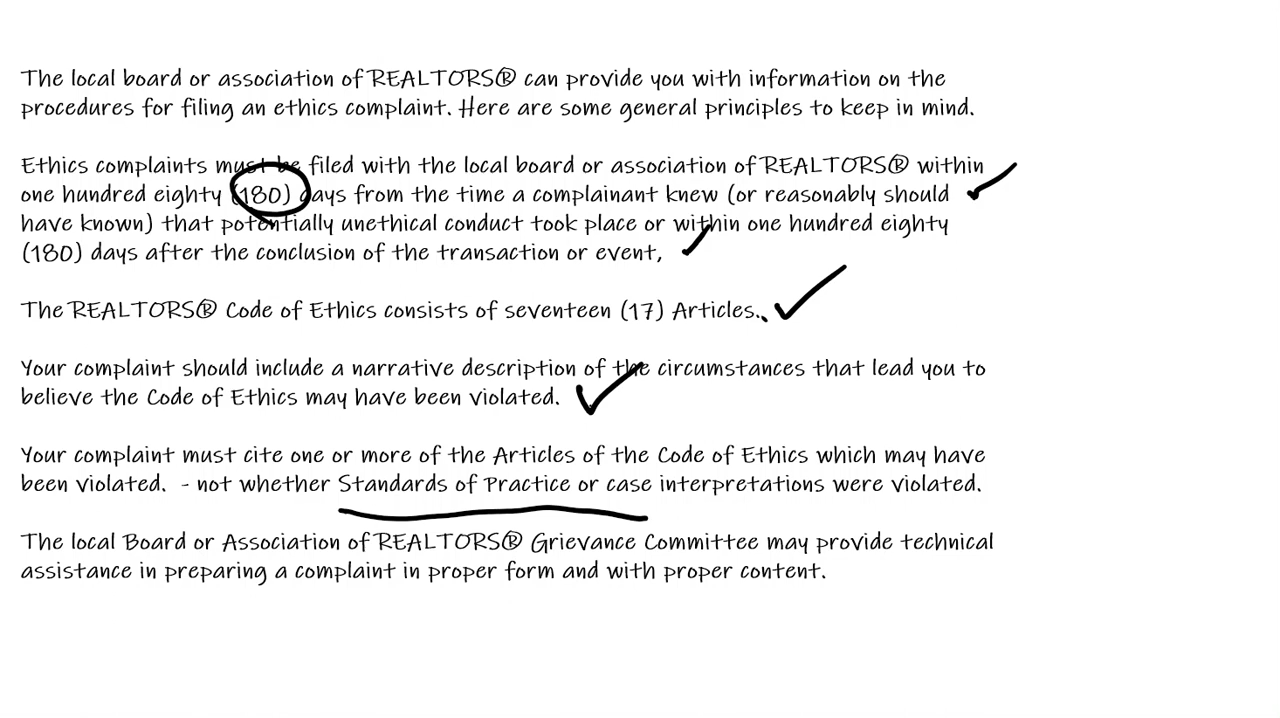 The local board or association of REALTORS® can provide you with information on the
procedures for filing an ethics complaint. Here are some general principles to keep in mind.
Ethics complaints must be filed with the local board or association of REALTORS® within
one hundred eighty (180) days from the time a complainant knew (or reasonably should
have known) that potentially unethical conduct took place or within one hundred eighty
(180) days after the conclusion of the transaction or event,
The REALTORS® Code of Ethics consists of seventeen (17) Articles.
Your complaint should include a narrative description of the circumstances that lead you to
believe the Code of Ethics may have been violated.
Your complaint must cite one or more of the Articles of the Code of Ethics which may have
been violated. - not whether Standards of Practice or case interpretations were violated.
The local Board or Association of REALTORS® Grievance Committee may provide technical
assistance in preparing a complaint in proper form and with proper content.